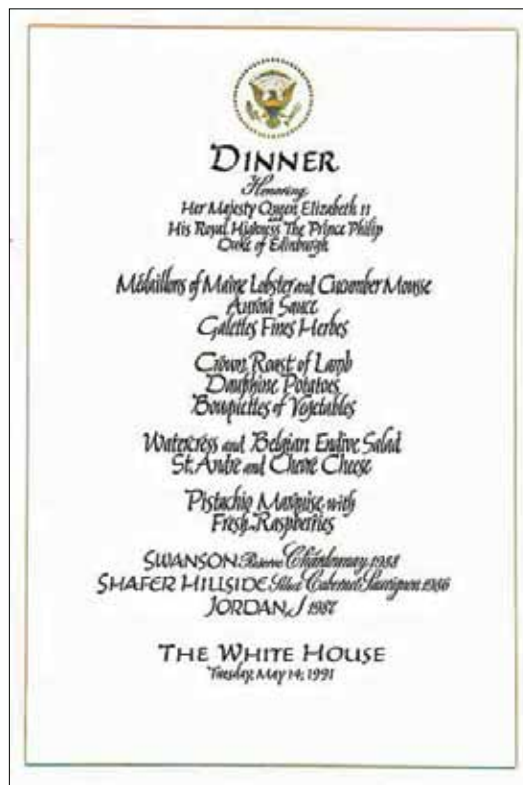 DINNER
Honoring
Her Majesty Queen Elizabeth II
and
His Royal Highness The Prince Philip
Duke of Edinburgh
Médaillons of Maine Lobster and Cucumber Mousse
Aurora Sauce
Galettes Fines Herbes
Crown Roast of Lamb
Dauphine Potatoes
Bouquettes of Vegetables
Watercress and Belgian Endive Salad
St. André and Chèvre Cheese
Pistachio Marquise with
Fresh Raspberries
SWANSON Reserve Chardonnay 1988
SHAFER HILLSIDE Select Cabernet Sauvignon 1986
JORDAN J 1987
THE WHITE HOUSE
Tuesday, May 14, 1991